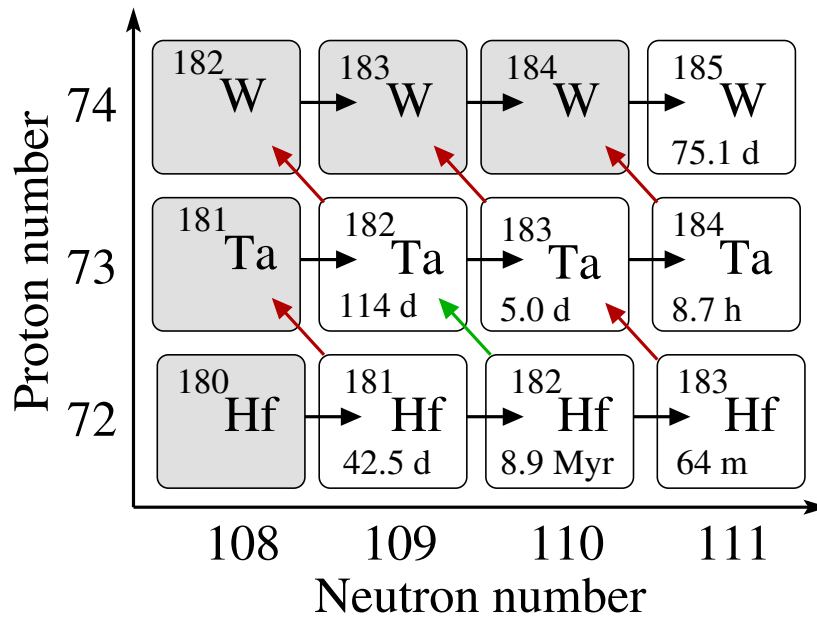 Proton number
74
182 W
183 W
184 W
185 W
75.1 d
73
181 Ta
182 Ta
114 d
183 Ta
5.0 d
184 Ta
8.7 h
72
180 Hf
181 Hf
42.5 d
182 Hf
8.9 Myr
183 Hf
64 m
108 109 110 111
Neutron number